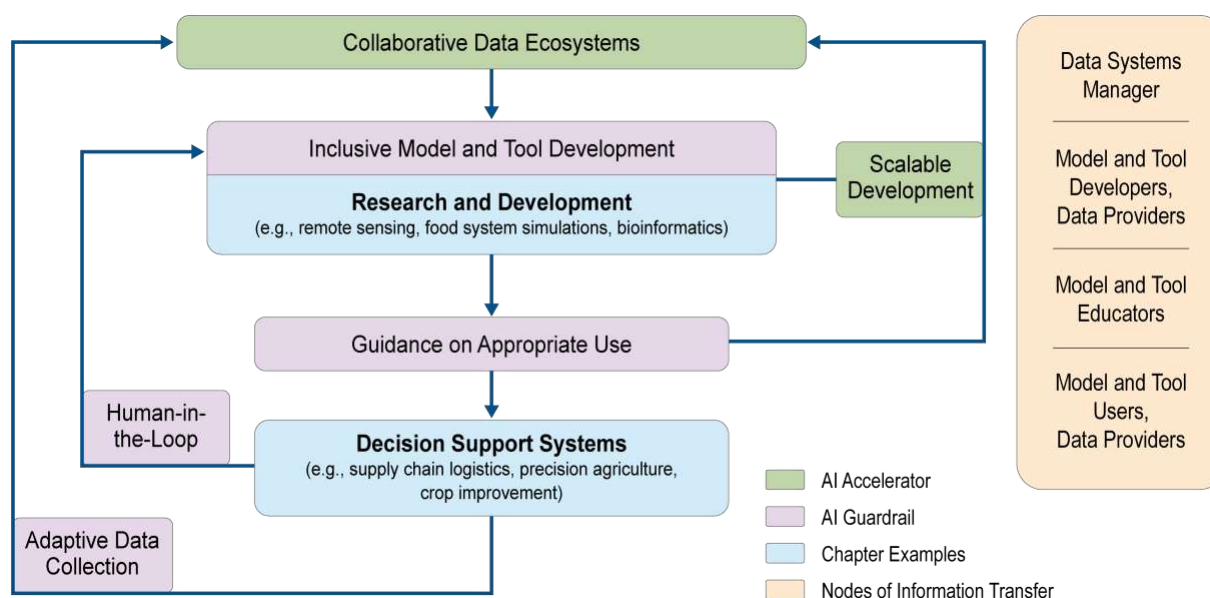 Collaborative Data Ecosystems
Inclusive Model and Tool Development
Research and Development
(e.g., remote sensing, food system simulations, bioinformatics)
Scalable
Development
Guidance on Appropriate Use
Human-in-
the-Loop
Decision Support Systems
(e.g., supply chain logistics, precision agriculture,
crop improvement)
Adaptive Data
Collection
Data Systems
Manager
Model and Tool
Developers,
Data Providers
Model and Tool
Educators
Model and Tool
Users,
Data Providers
AI Accelerator
AI Guardrail
Chapter Examples
Nodes of Information Transfer